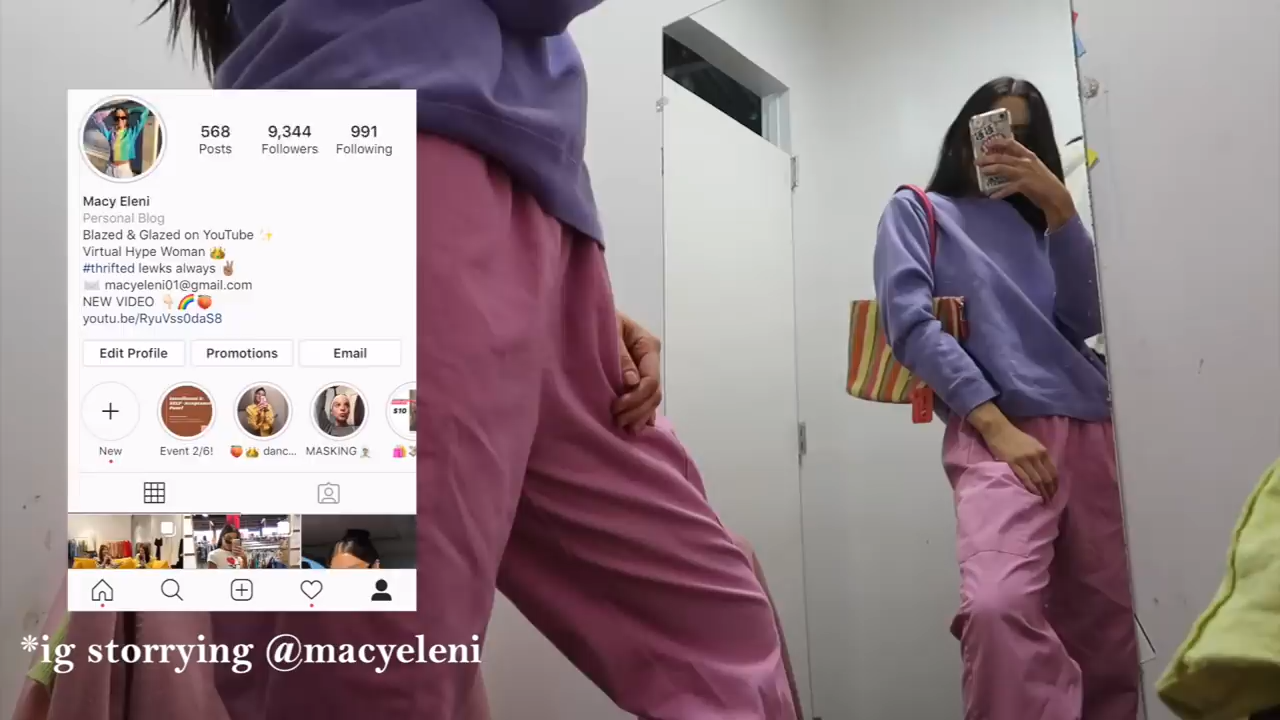 568 9,344 991
Posts Followers Following
Macy Eleni
Personal Blog
Blazed & Glazed on YouTube ✨
Virtual Hype Woman 👸
#thrifted lewks always ✌🏽
✉️ macyeleni01@gmail.com
NEW VIDEO 👇🏻🌈🍑
youtu.be/RyuVss0daS8
Edit Profile Promotions Email
$10
New Event 2/6! 🍑👸 danc... MASKING
*ig storrying @macyeleni